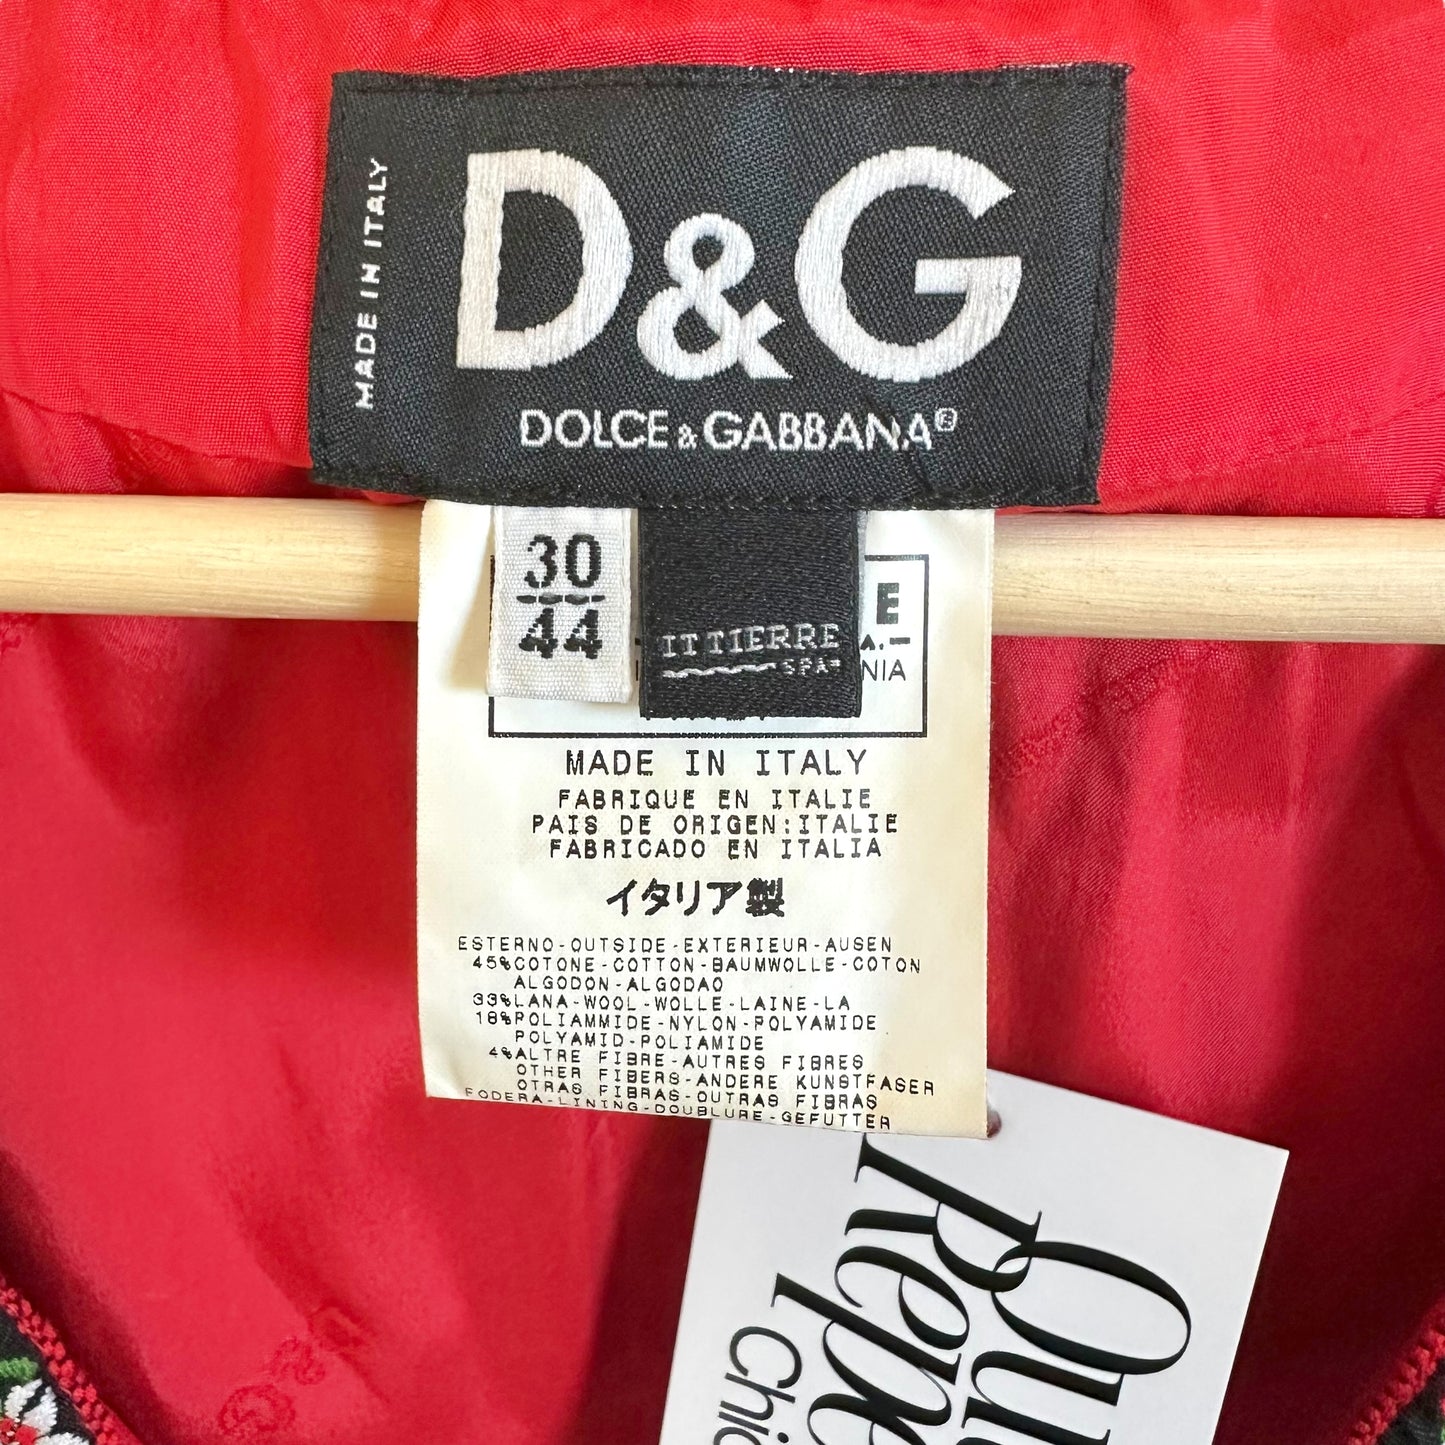 MADE IN ITALY
D&G
DOLCE & GABBANA®
30
44
IT TIERRE
SPA
E
A.
NIA
MADE IN ITALY
FABRIQUE EN ITALIE
PAIS DE ORIGEN:ITALIE
FABRICADO EN ITALIA
イタリア製
ESTERNO-OUTSIDE-EXTERIEUR-AUSEN
45%COTONE-COTTON-BAUMWOLLE-COTON
ALGODON-ALGODAO
33%LANA-WOOL-WOLLE-LAINE-LA
18%POLIAMMIDE-NYLON-POLYAMIDE
POLYAMID-POLIAMIDE
4%ALTRE FIBRE-AUTRES FIBRES
OTHER FIBERS-ANDERE KUNSTFASER
OTRAS FIBRAS-OUTRAS FIBRAS
FODERA-LINING-DOUBLURE-GEFUTTER